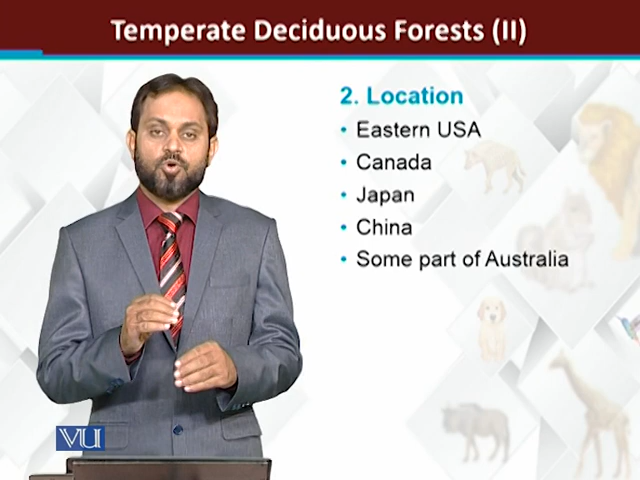 Temperate Deciduous Forests (II)
2. Location
• Eastern USA
• Canada
• Japan
• China
• Some part of Australia
VU